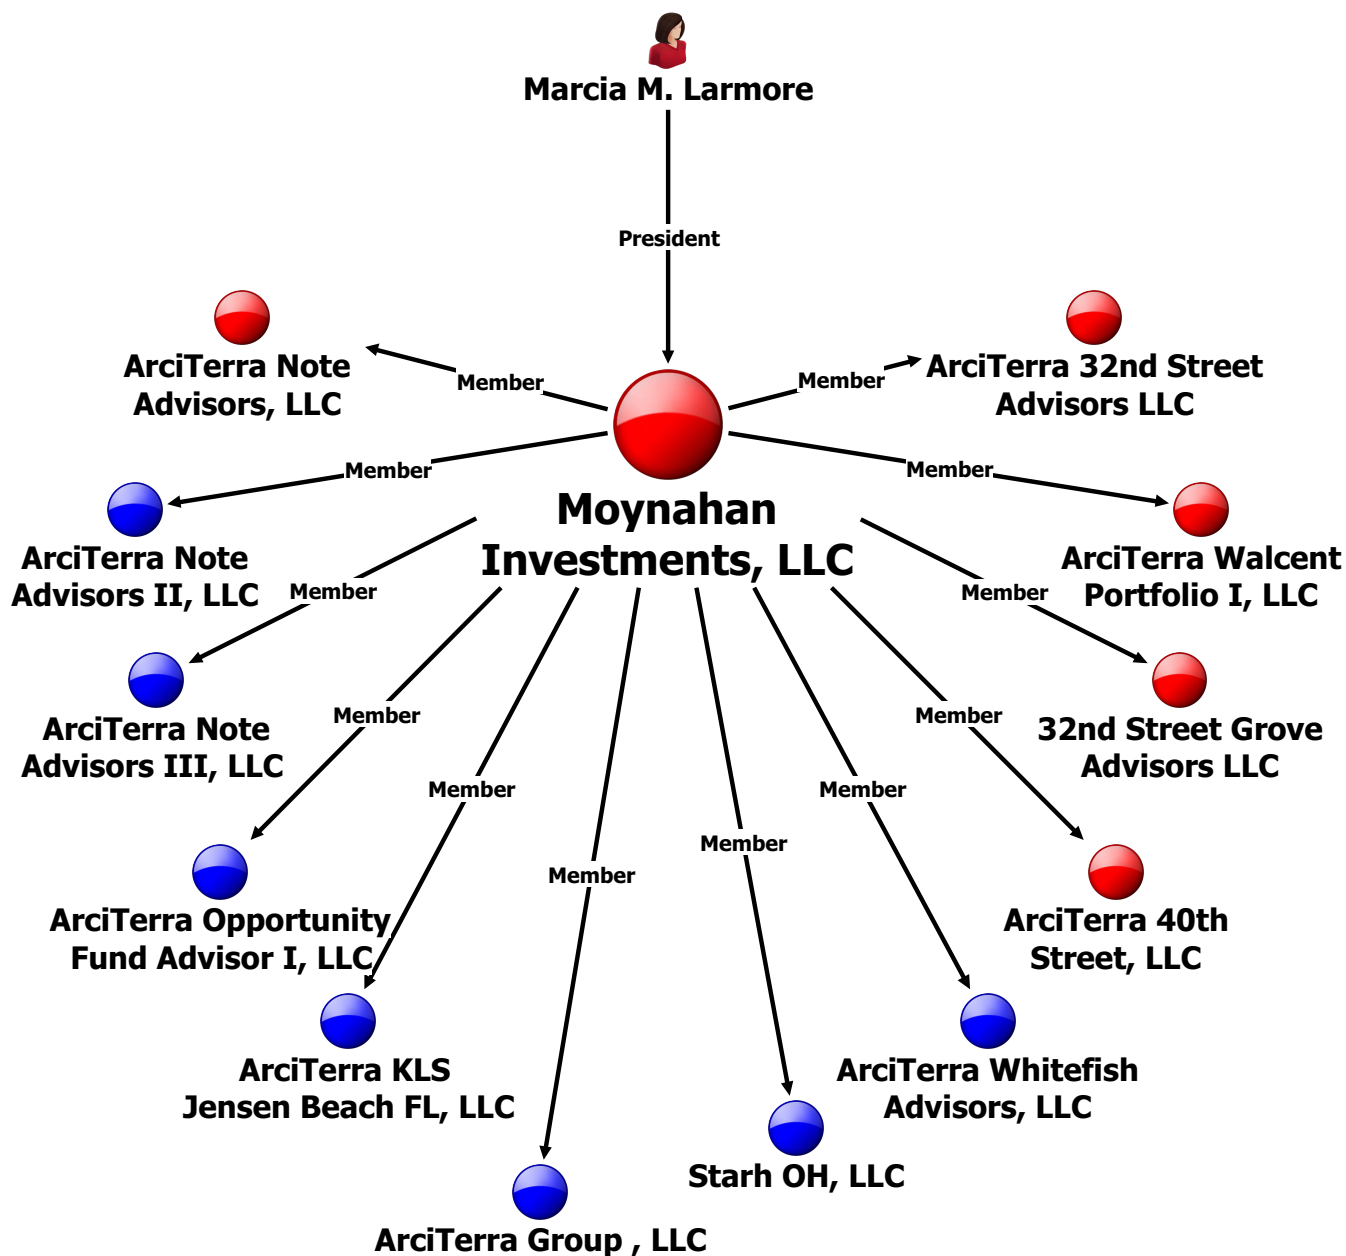 Marcia M. Larmore
President
ArciTerra Note
Advisors, LLC
Member
Member
ArciTerra 32nd Street
Advisors LLC
Member
Member
ArciTerra Note
Advisors II, LLC
Moynahan
Investments, LLC
ArciTerra Walcent
Portfolio I, LLC
Member
Member
ArciTerra Note
Advisors III, LLC
32nd Street Grove
Advisors LLC
Member
Member
Member
Member
Member
Member
ArciTerra Opportunity
Fund Advisor I, LLC
ArciTerra 40th
Street, LLC
ArciTerra KLS
Jensen Beach FL, LLC
ArciTerra Whitefish
Advisors, LLC
Starh OH, LLC
ArciTerra Group , LLC